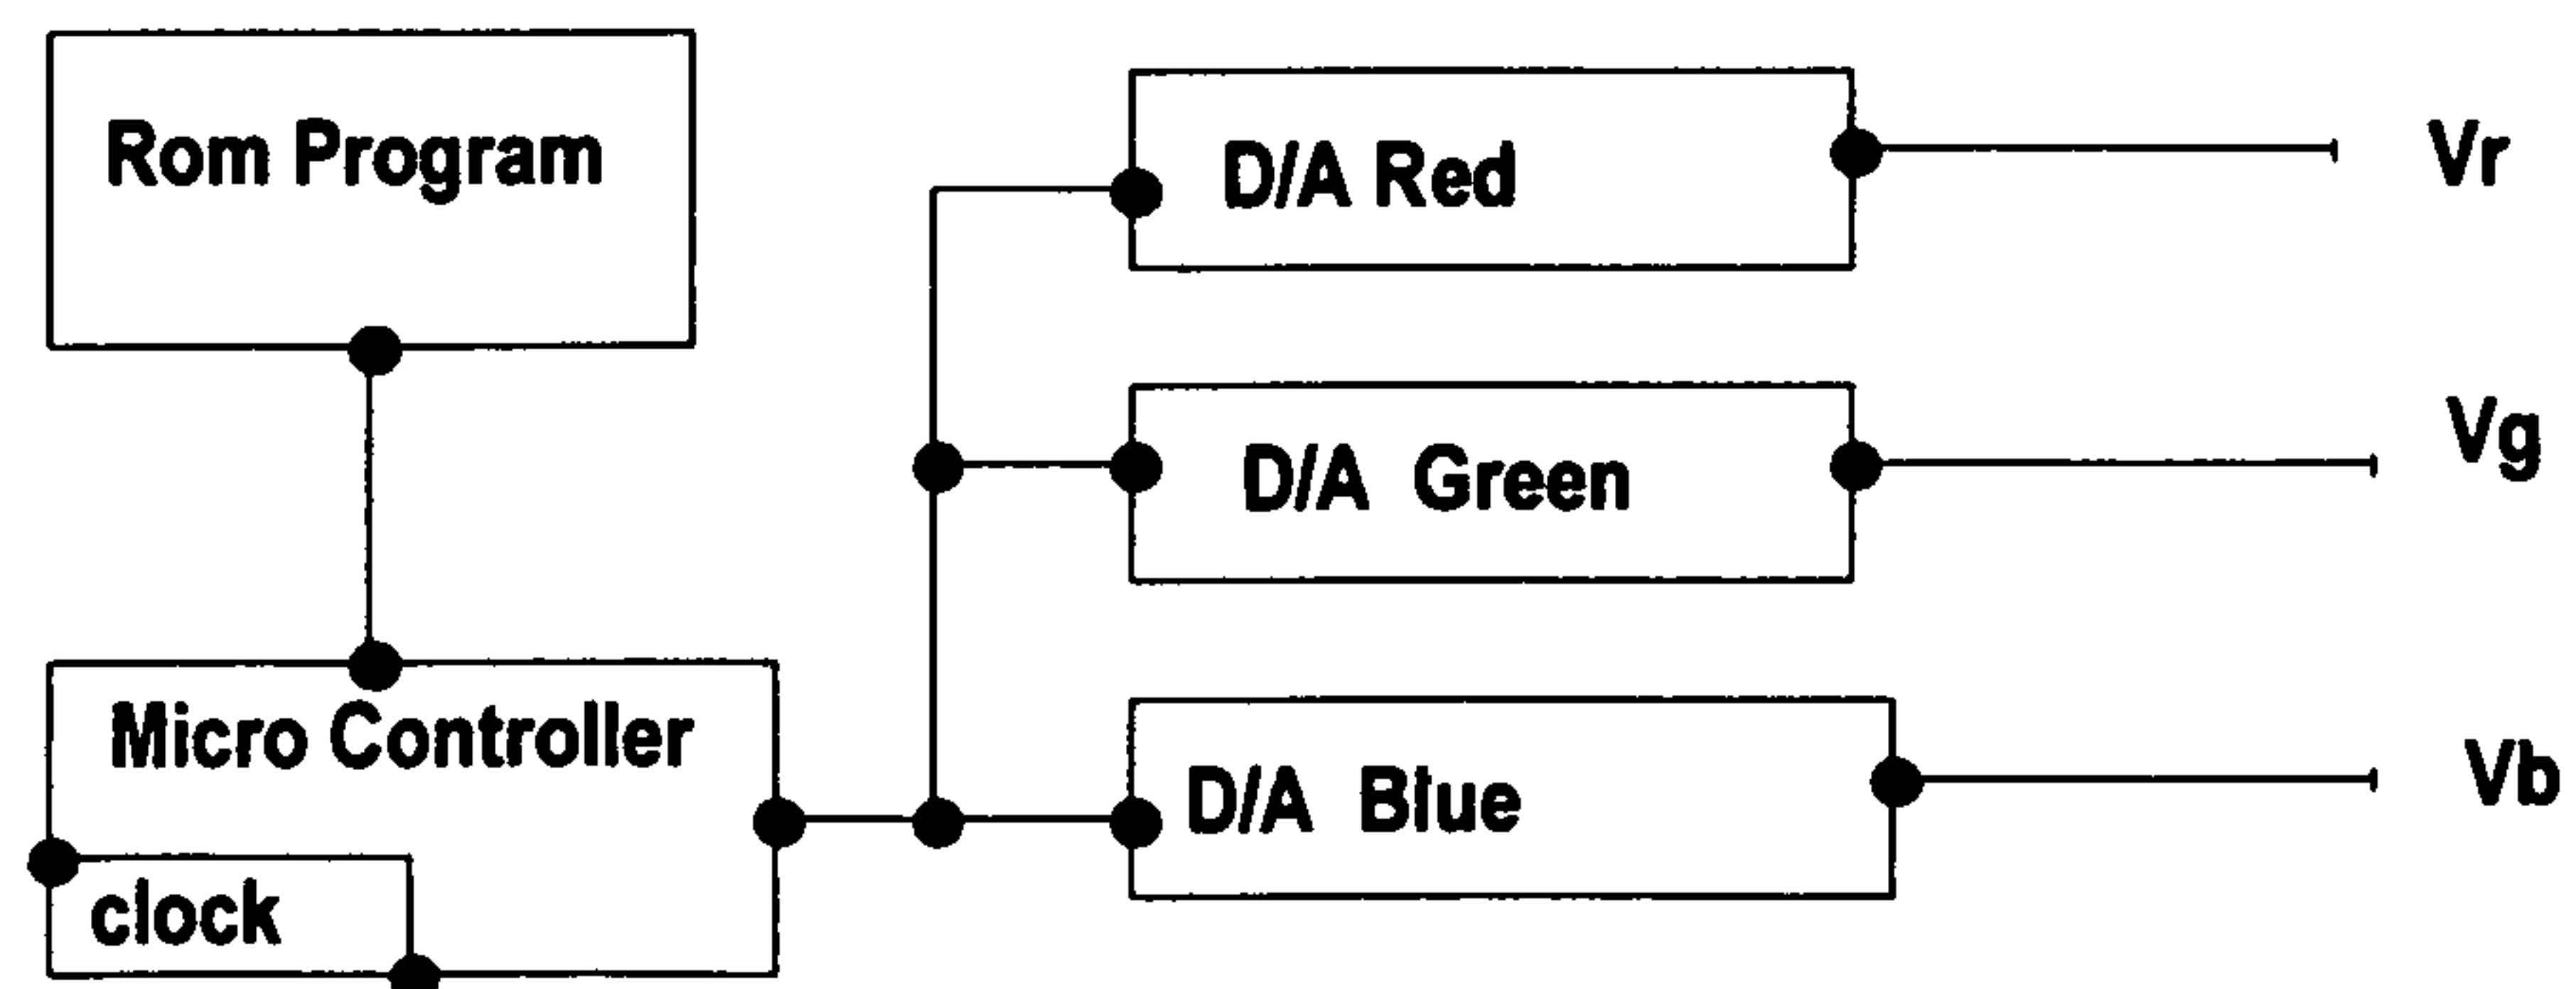 Rom Program
D/A Red
Vr
D/A Green
Vg
Micro Controller
D/A Blue
Vb
clock